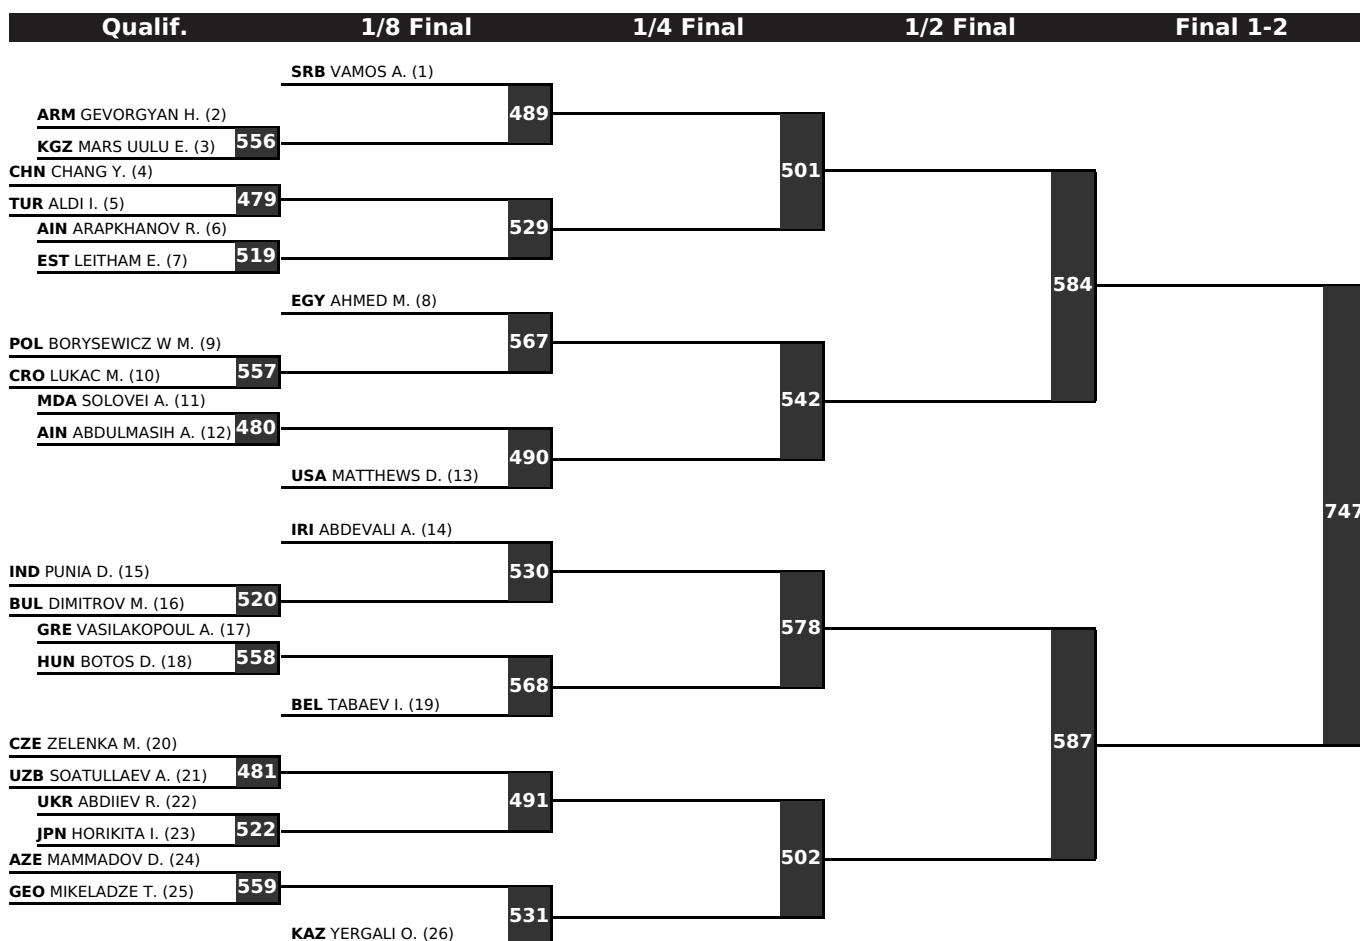 Qualif. 1/8 Final 1/4 Final 1/2 Final Final 1-2
SRB VAMOS A. (1)
489
ARM GEVORGYAN H. (2)
556
KGZ MARS UULU E. (3)
501
CHN CHANG Y. (4)
479
TUR ALDI I. (5)
529
AIN ARAPKHANOV R. (6)
519
EST LEITHAM E. (7)
584
EGY AHMED M. (8)
567
POL BORYSEWICZ W M. (9)
557
CRO LUKAC M. (10)
542
MDA SOLOVEI A. (11)
480
AIN ABDULMASIH A. (12)
490
USA MATTHEWS D. (13)
747
IRI ABDEVALI A. (14)
530
IND PUNIA D. (15)
520
BUL DIMITROV M. (16)
578
GRE VASILAKOPOUL A. (17)
558
HUN BOTOS D. (18)
568
BEL TABAEV I. (19)
587
CZE ZELENKA M. (20)
481
UZB SOATULLAEV A. (21)
491
UKR ABDIIEV R. (22)
522
JPN HORIKITA I. (23)
502
AZE MAMMADOV D. (24)
559
GEO MIKELADZE T. (25)
531
KAZ YERGALI O. (26)